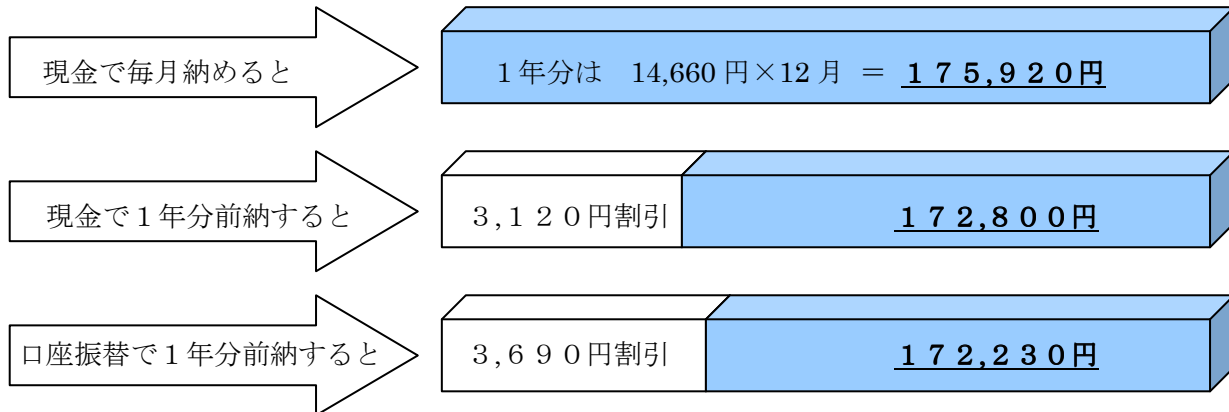 現金で毎月納めると
1年分は　14,660円×12月 ＝ １７５,９２０円
現金で１年分前納すると
３,１２０円割引
１７２,８００円
口座振替で１年分前納すると
３,６９０円割引
１７２,２３０円